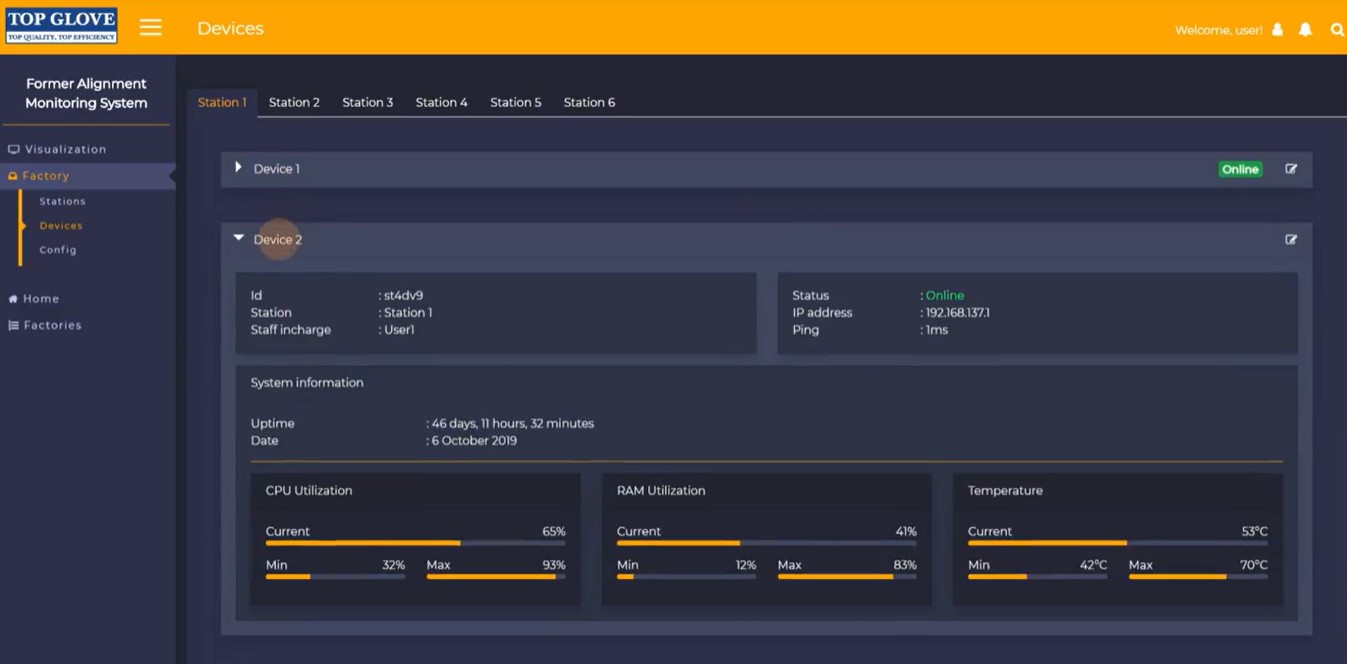 TOP GLOVE
TOP QUALITY, TOP EFFICIENCY
Devices
Welcome, user!
Former Alignment
Monitoring System
Visualization
Factory
Stations
Devices
Config
Home
Factories
Station 1 Station 2 Station 3 Station 4 Station 5 Station 6
Device 1 Online
Device 2
Id : st4dv9
Station : Station 1
Staff incharge : User1
Status : Online
IP address : 192.168.137.1
Ping : 1ms
System information
Uptime : 46 days, 11 hours, 32 minutes
Date : 6 October 2019
CPU Utilization
Current 65%
Min 32% Max 93%
RAM Utilization
Current 41%
Min 12% Max 83%
Temperature
Current 53°C
Min 42°C Max 70°C